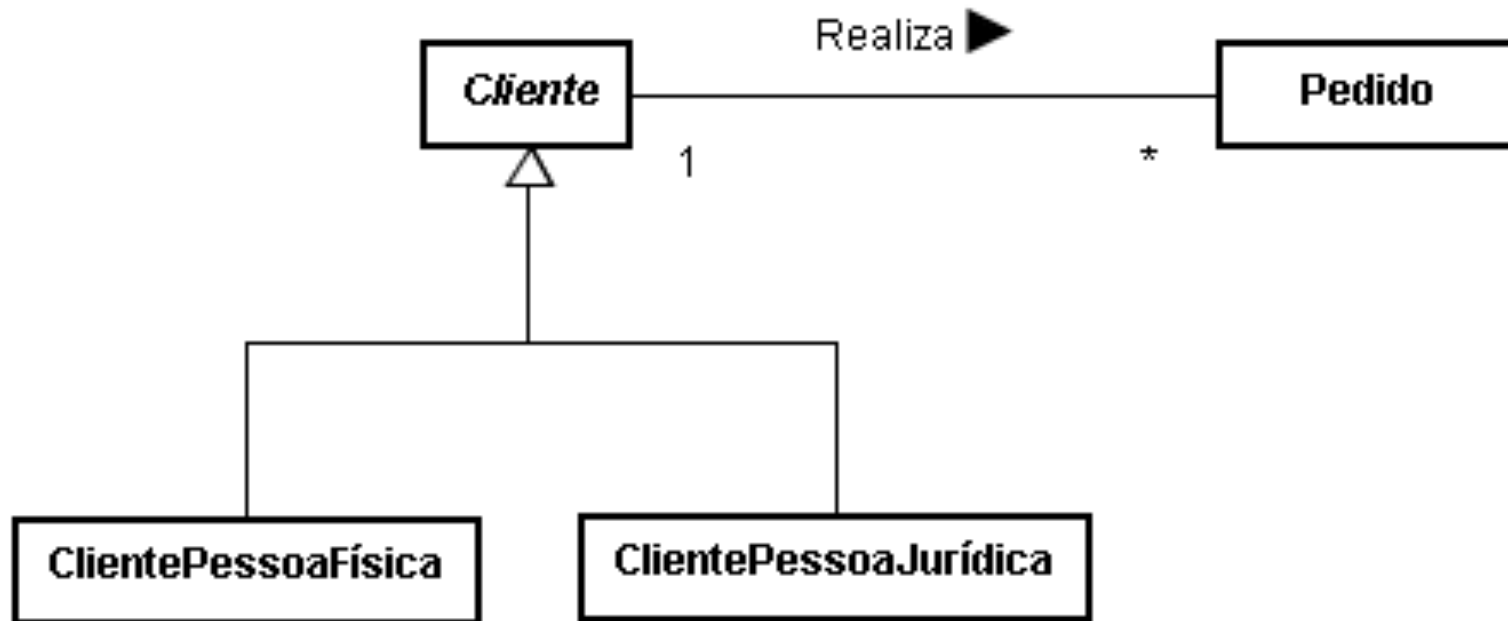 Realiza
Cliente
Pedido
1
*
ClientePessoaFísica
ClientePessoaJurídica